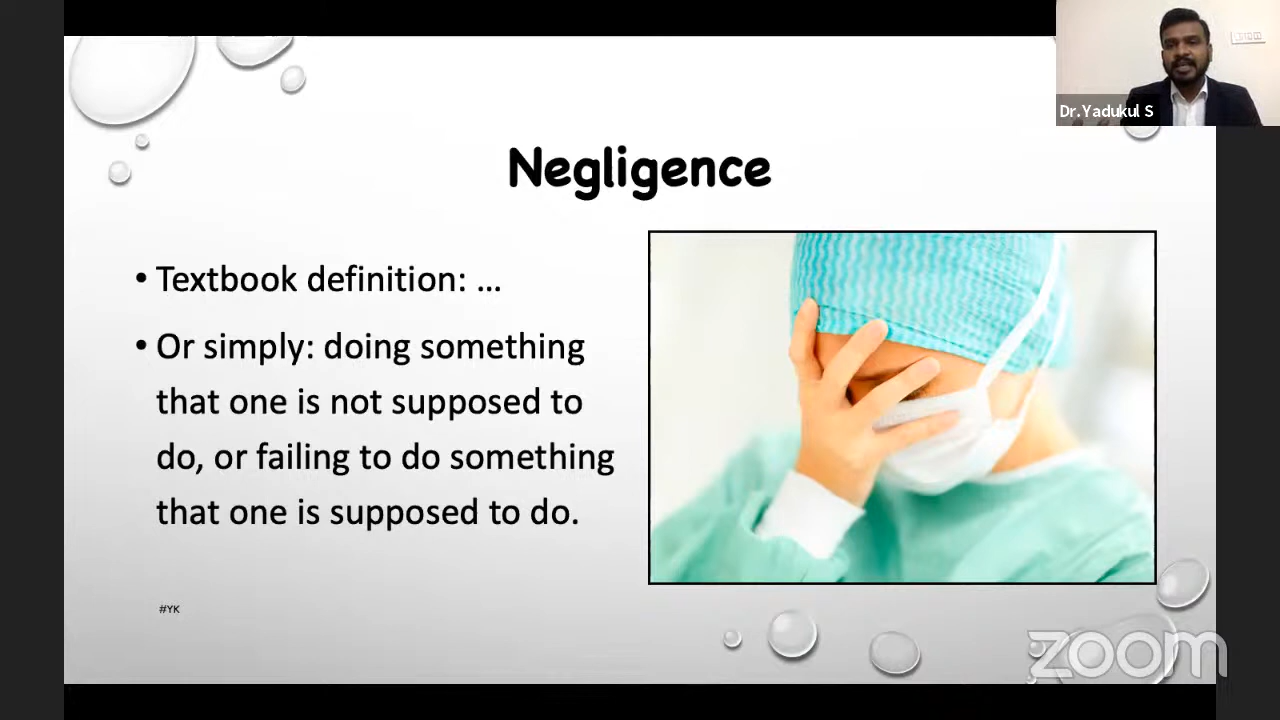 Dr.Yadukul S
Negligence
• Textbook definition: ...
• Or simply: doing something
that one is not supposed to
do, or failing to do something
that one is supposed to do.
#YK
zoom